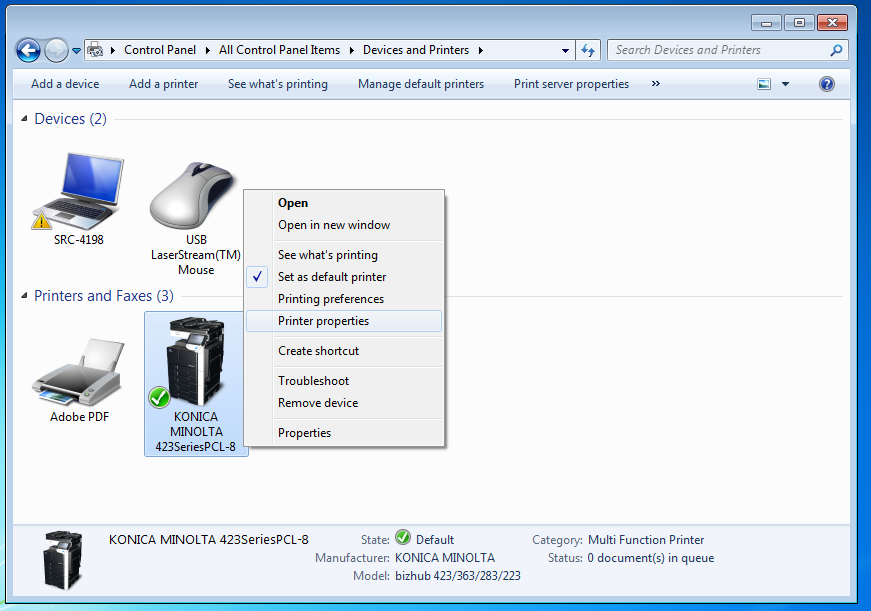 Control Panel All Control Panel Items Devices and Printers Search Devices and Printers
Add a device Add a printer See what's printing Manage default printers Print server properties »
Devices (2)
SRC-4198
USB
LaserStream(TM)
Mouse
Open
Open in new window
See what's printing
Set as default printer
Printing preferences
Printer properties
Create shortcut
Troubleshoot
Remove device
Properties
Printers and Faxes (3)
Adobe PDF
KONICA
MINOLTA
423SeriesPCL-8
KONICA MINOLTA 423SeriesPCL-8 State: Default Category: Multi Function Printer
Manufacturer: KONICA MINOLTA Status: 0 document(s) in queue
Model: bizhub 423/363/283/223